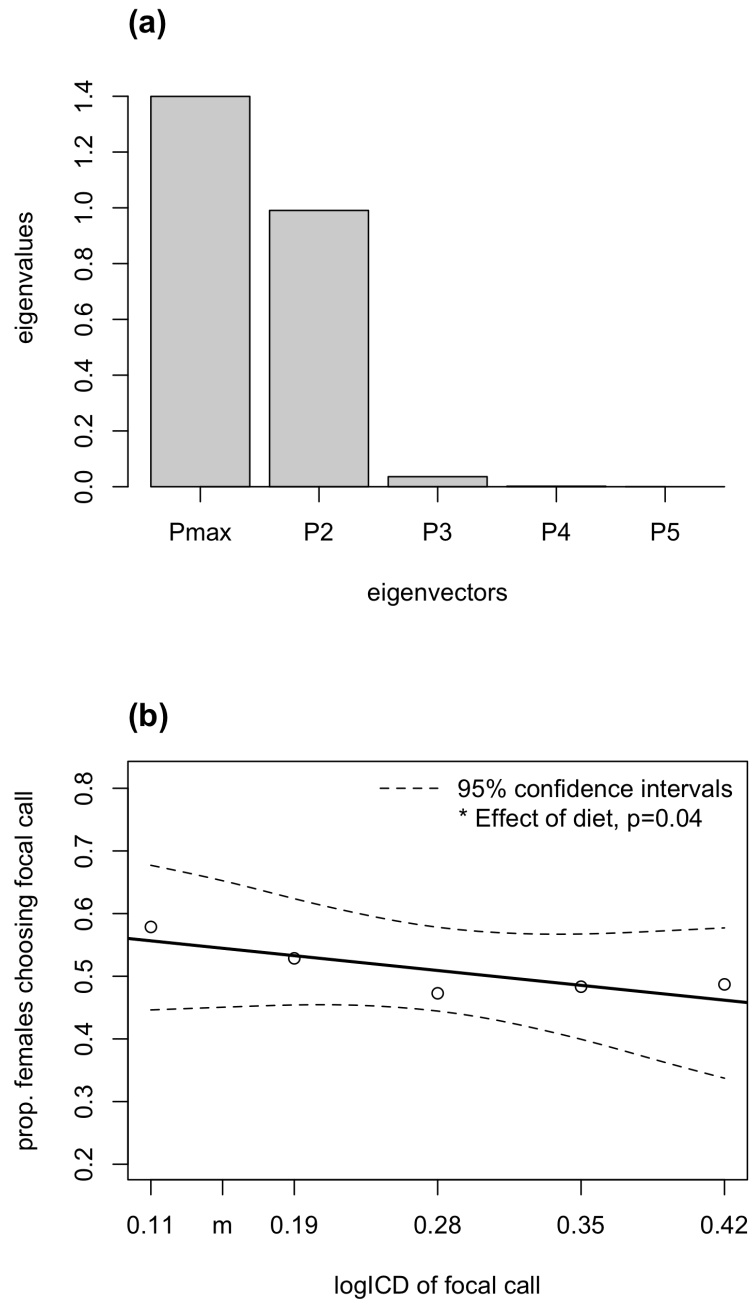 (a)
1.4
1.2
1.0
0.8
0.6
0.4
0.2
0.0
eigenvalues
Pmax P2 P3 P4 P5
eigenvectors
(b)
95% confidence intervals
* Effect of diet, p=0.04
0.8
0.7
0.6
0.5
0.4
0.3
0.2
prop. females choosing focal call
0.11 m 0.19 0.28 0.35 0.42
logICD of focal call